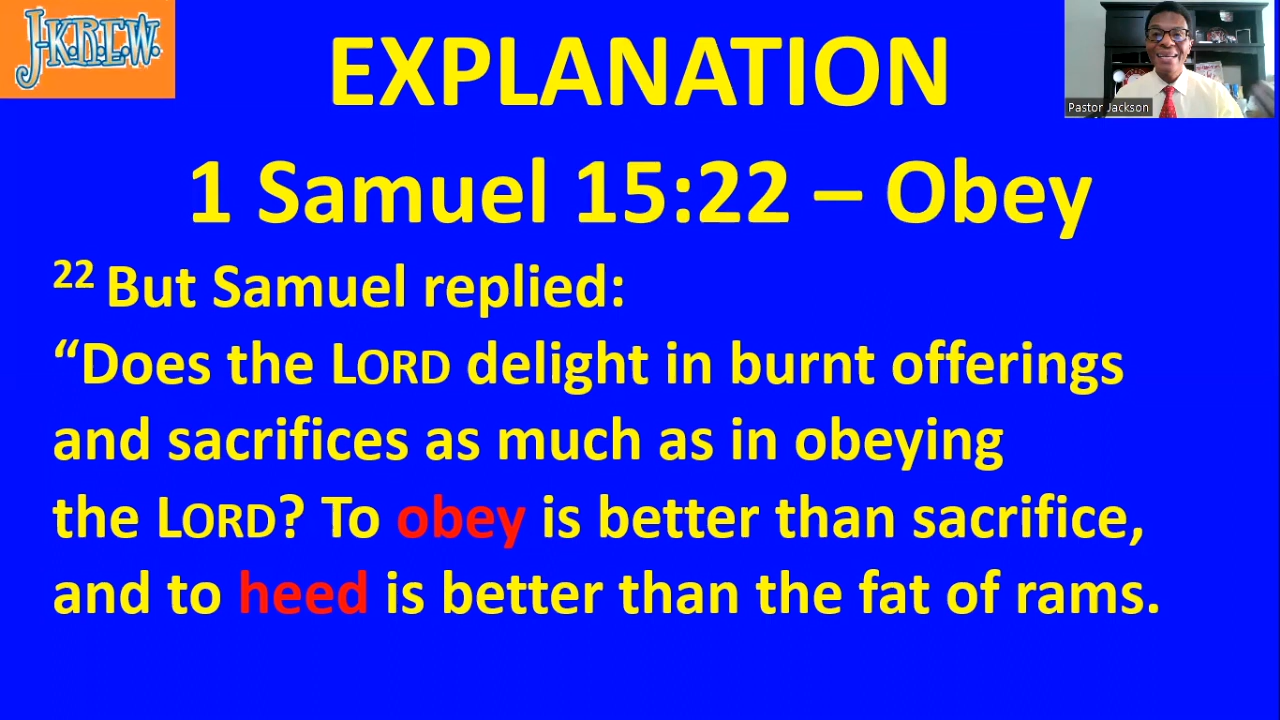 J-K.R.E.W.
EXPLANATION
Pastor Jackson
1 Samuel 15:22 – Obey
22 But Samuel replied:
“Does the LORD delight in burnt offerings
and sacrifices as much as in obeying
the LORD? To obey is better than sacrifice,
and to heed is better than the fat of rams.